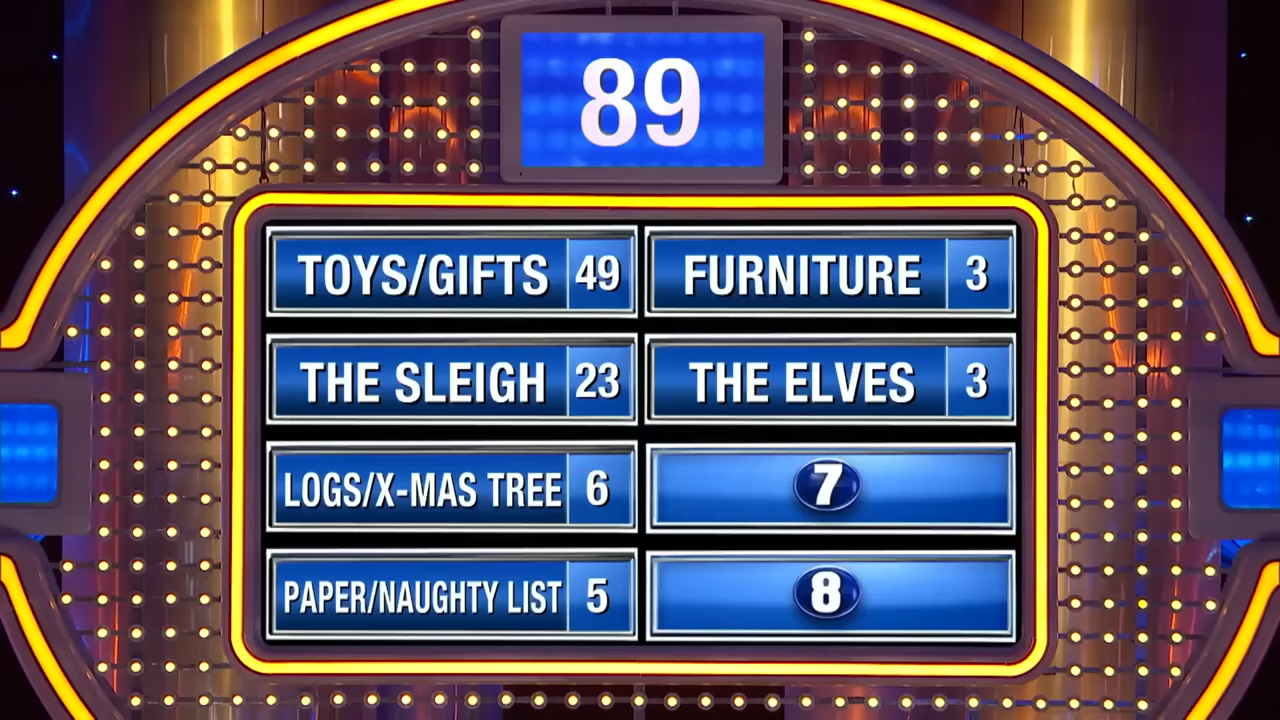 89
TOYS/GIFTS 49
THE SLEIGH 23
LOGS/X-MAS TREE 6
PAPER/NAUGHTY LIST 5
FURNITURE 3
THE ELVES 3
7
8